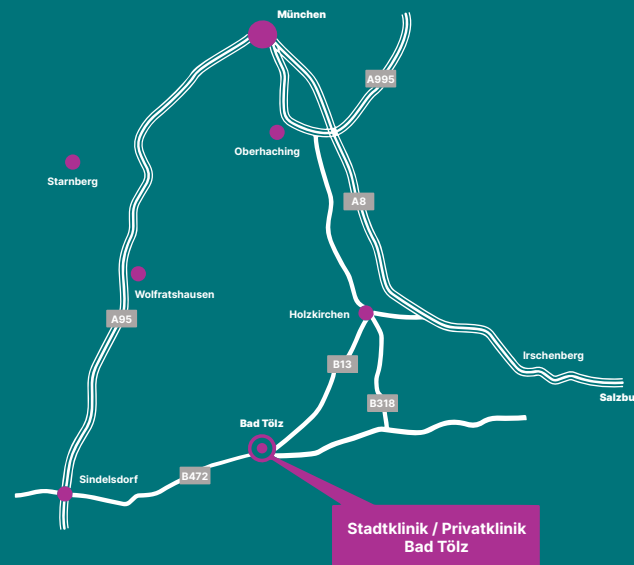 München
A995
Oberhaching
Starnberg
A8
Wolfratshausen
Holzkirchen
A95
Irschenberg
B13
Salzbu
B318
Bad Tölz
Sindelsdorf
B472
Stadtklinik / Privatklinik
Bad Tölz